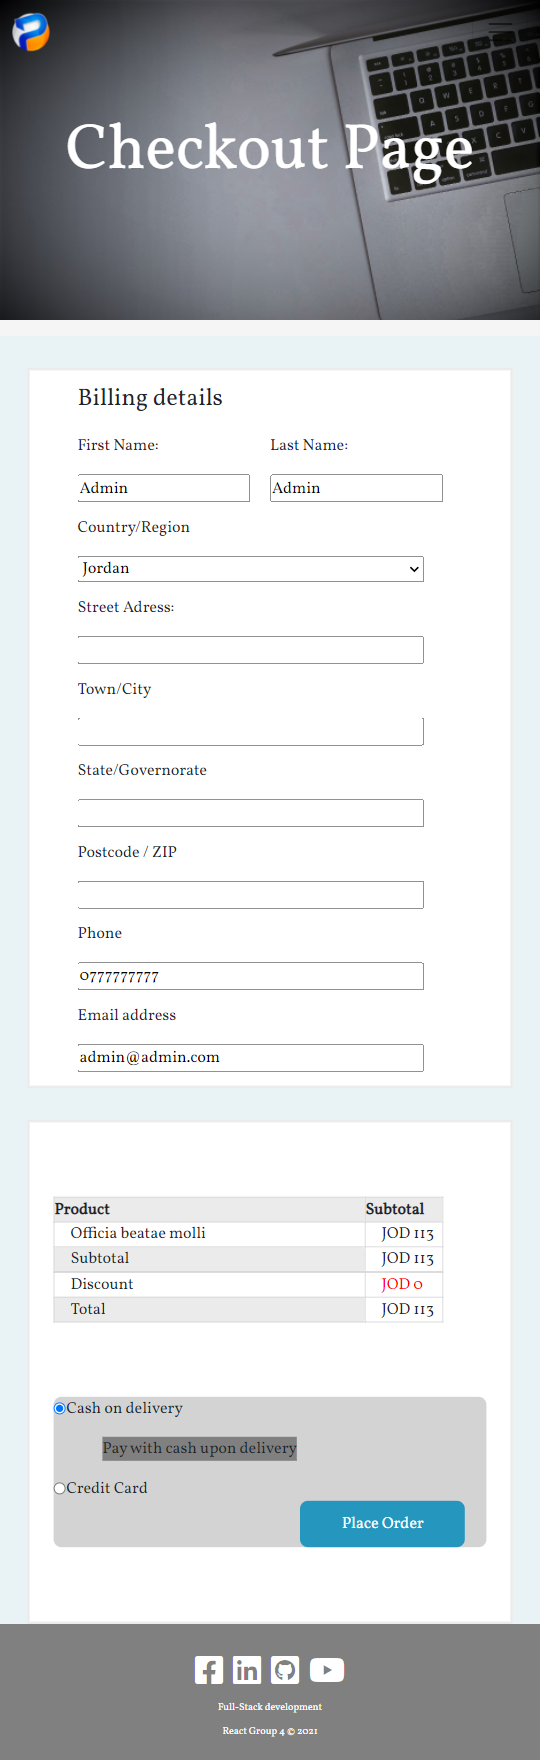 Checkout Page
Billing details
First Name: Last Name:
Admin Admin
Country/Region
Jordan
Street Adress:
Town/City
State/Governorate
Postcode / ZIP
Phone
0777777777
Email address
admin@admin.com
Product Subtotal
Officia beatae molli JOD 113
Subtotal JOD 113
Discount JOD 0
Total JOD 113
Cash on delivery
Pay with cash upon delivery
Credit Card
Place Order
Full-Stack development
React Group 4 © 2021